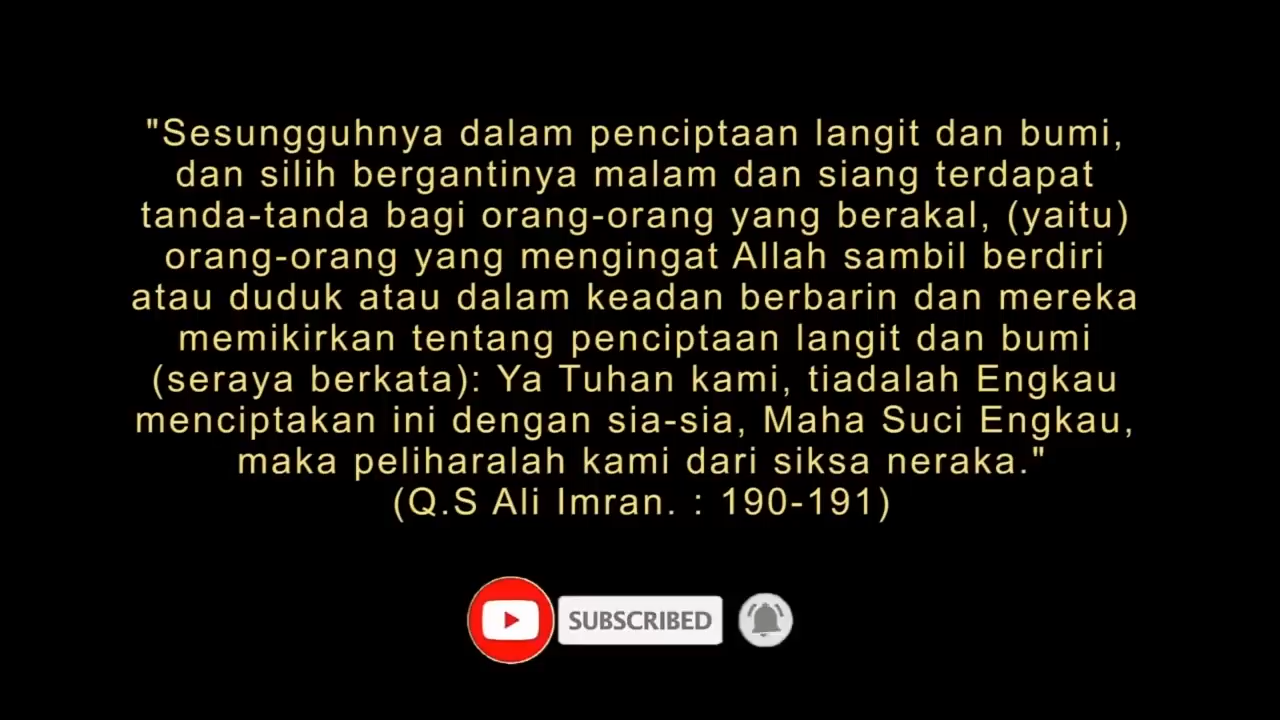 "Sesungguhnya dalam penciptaan langit dan bumi,
dan silih bergantinya malam dan siang terdapat
tanda-tanda bagi orang-orang yang berakal, (yaitu)
orang-orang yang mengingat Allah sambil berdiri
atau duduk atau dalam keadan berbarin dan mereka
memikirkan tentang penciptaan langit dan bumi
(seraya berkata): Ya Tuhan kami, tiadalah Engkau
menciptakan ini dengan sia-sia, Maha Suci Engkau,
maka peliharalah kami dari siksa neraka."
(Q.S Ali Imran. : 190-191)
SUBSCRIBED